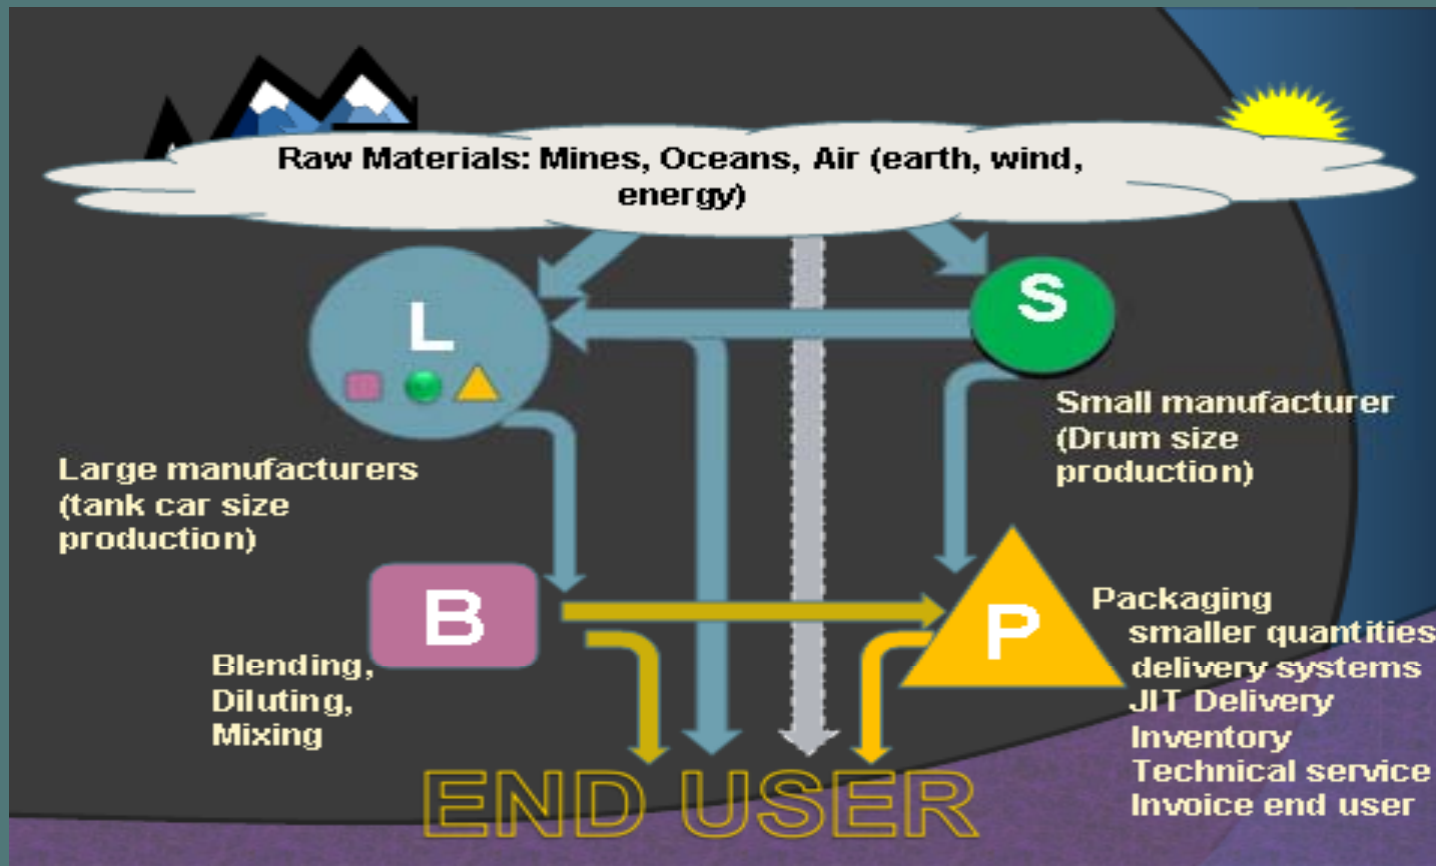 Raw Materials: Mines, Oceans, Air (earth, wind,
energy)
L
S
Small manufacturer
(Drum size
production)
Large manufacturers
(tank car size
production)
B
P
Blending,
Diluting,
Mixing
Packaging
smaller quantities
delivery systems
JIT Delivery
Inventory
Technical service
Invoice end user
END USER